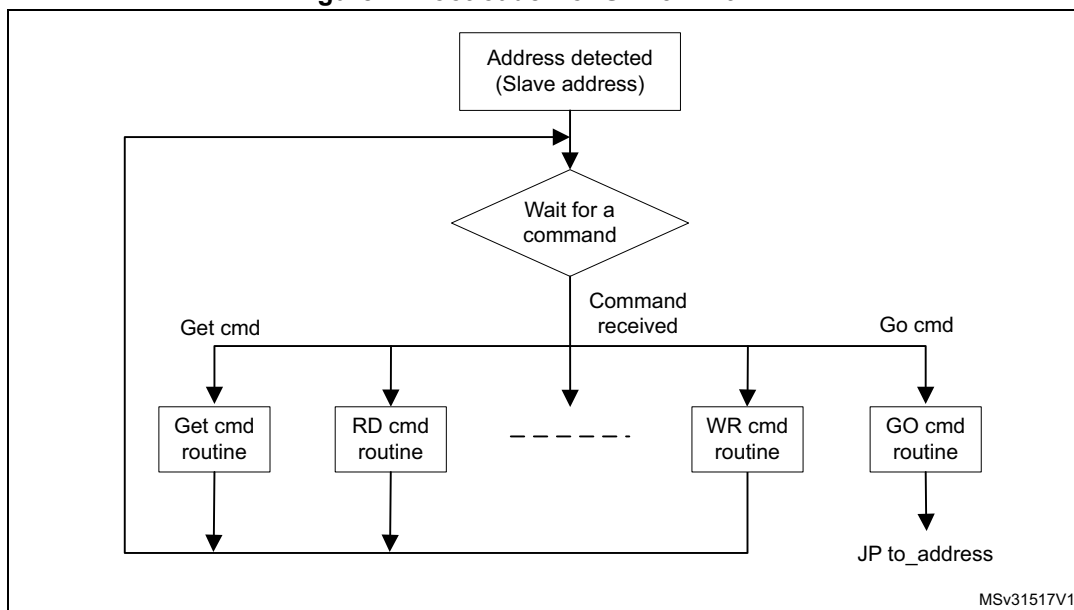 Address detected
(Slave address)
Wait for a
command
Command
received
Get cmd
Go cmd
Get cmd
routine
RD cmd
routine
WR cmd
routine
GO cmd
routine
JP to_address
MSv31517V1